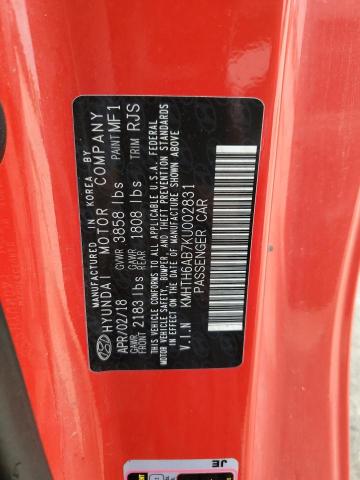 MANUFACTURED IN KOREA BY
HYUNDAI MOTOR COMPANY
APR/02/18 GVWR 3858 lbs PAINT MF1
GAWR FRONT 2183 lbs GAWR REAR 1808 lbs TRIM RJS
THIS VEHICLE CONFORMS TO ALL APPLICABLE U.S.A. FEDERAL
MOTOR VEHICLE SAFETY, BUMPER, AND THEFT PREVENTION
STANDARDS IN EFFECT ON THE DATE OF MANUFACTURE SHOWN ABOVE
V.I.N KMHTH6AB7KU002831
PASSENGER CAR
JE